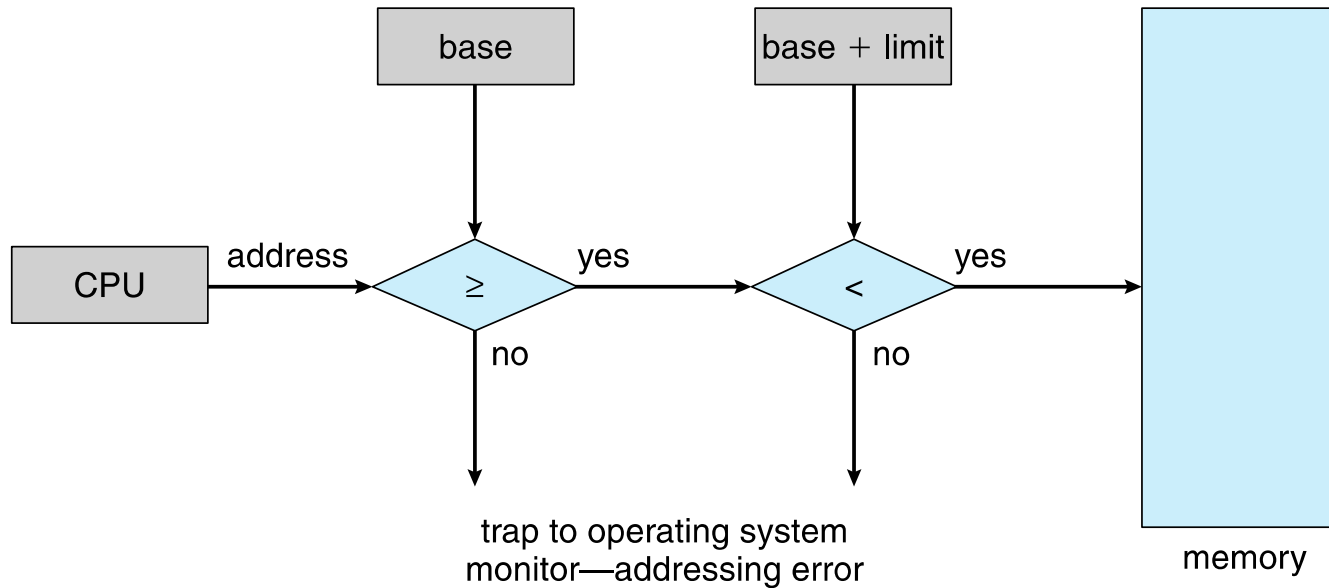 base
base + limit
CPU
address
≥
yes
<
yes
no
no
trap to operating system
monitor—addressing error
memory